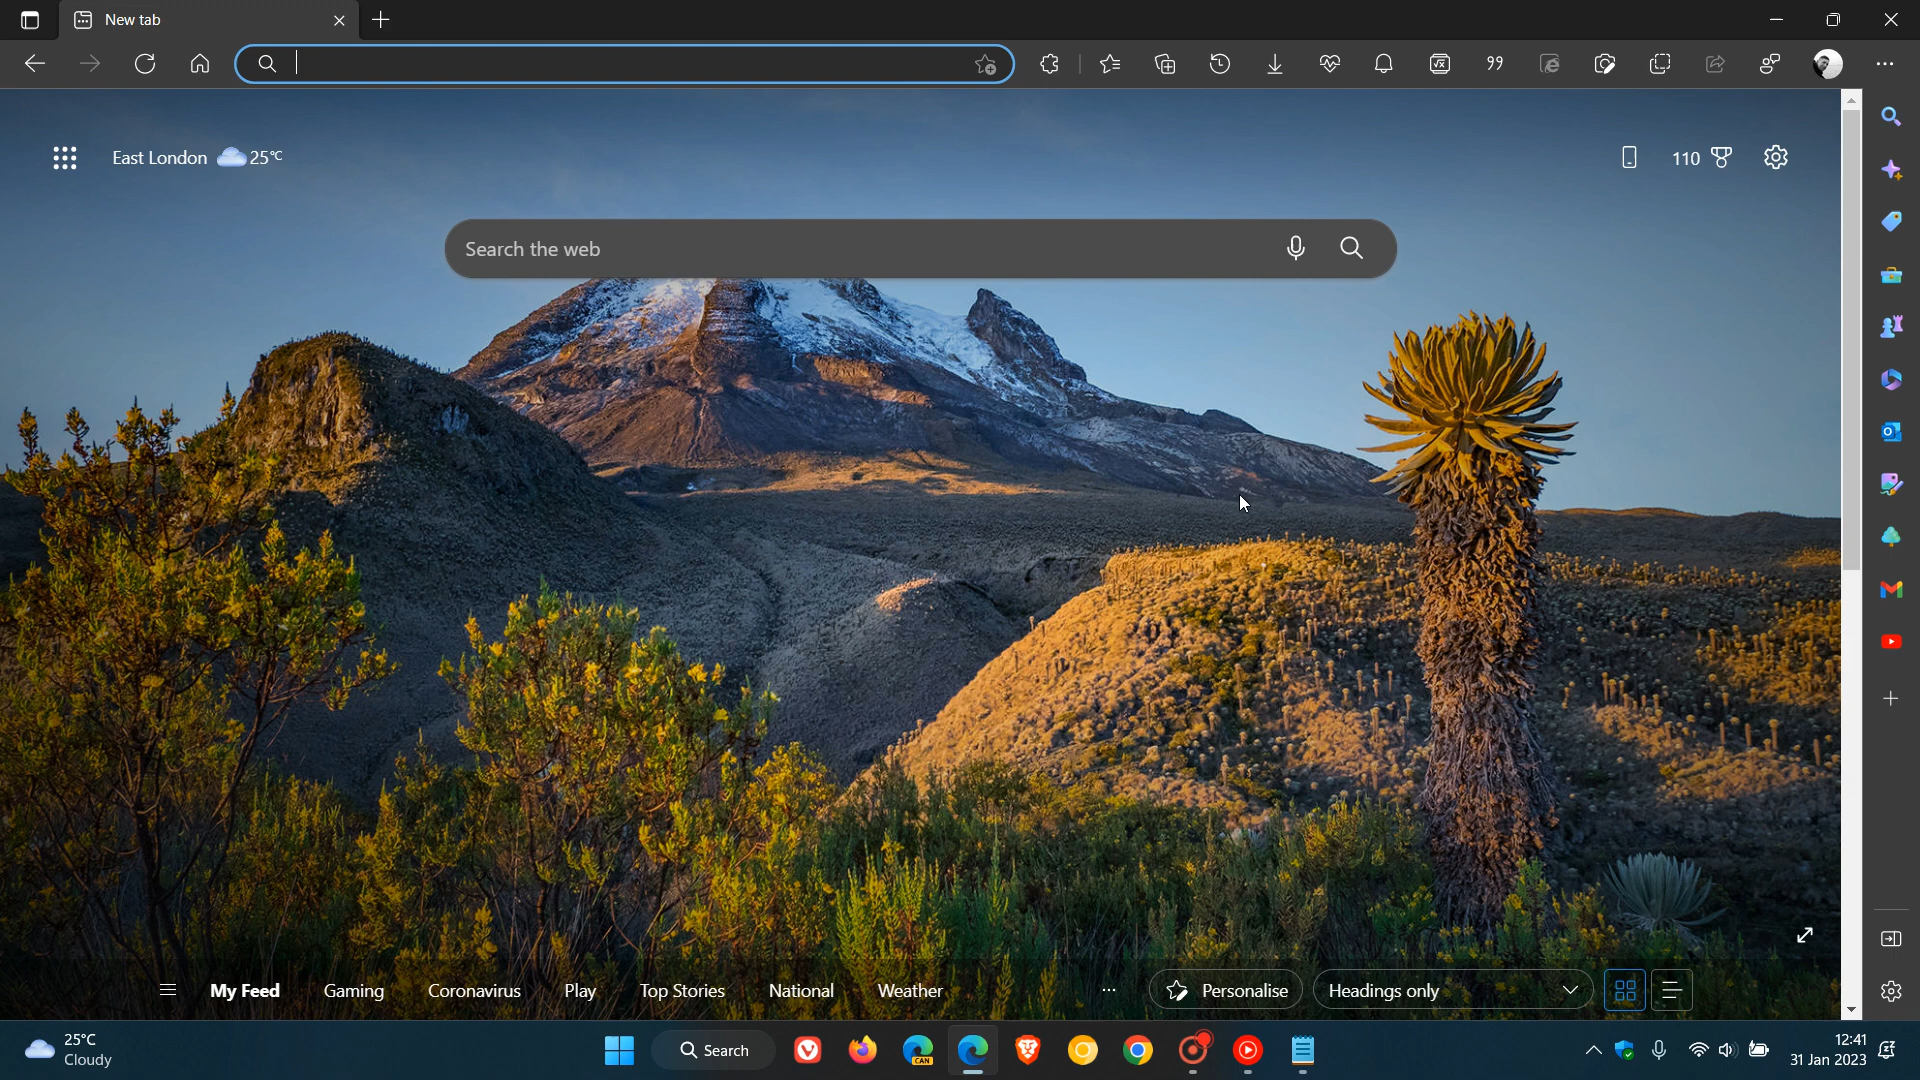 New tab
East London 25°C
110
Search the web
My Feed Gaming Coronavirus Play Top Stories National Weather ... Personalise Headings only
25°C
Cloudy
Search
CAN
12:41
31 Jan 2023